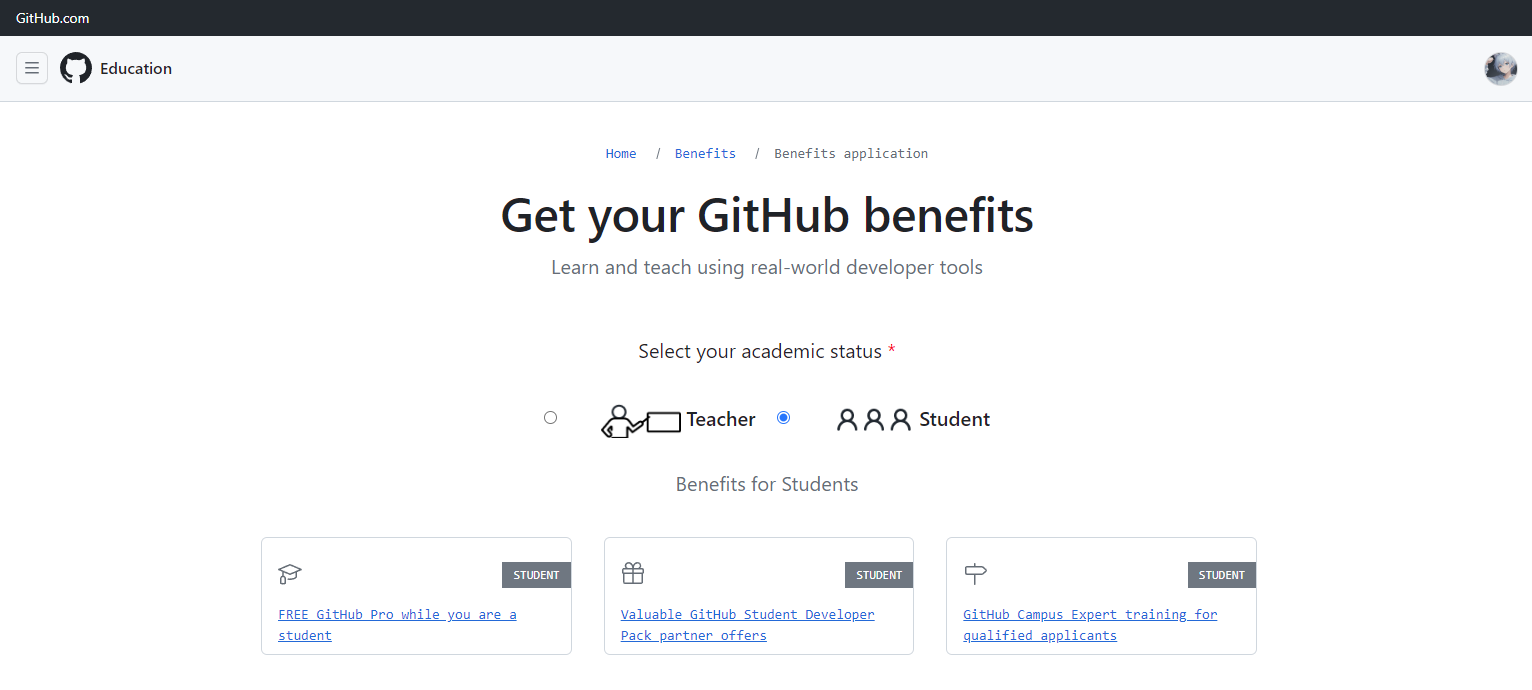 GitHub.com
Education
Home / Benefits / Benefits application
Get your GitHub benefits
Learn and teach using real-world developer tools
Select your academic status *
Teacher Student
Benefits for Students
STUDENT
FREE GitHub Pro while you are a
student
STUDENT
Valuable GitHub Student Developer
Pack partner offers
STUDENT
GitHub Campus Expert training for
qualified applicants